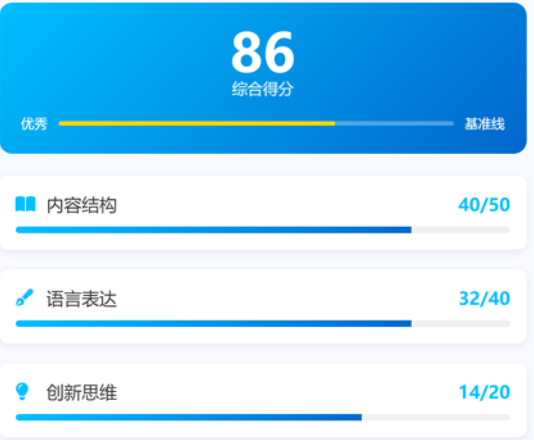 86
综合得分
优秀 基准线
内容结构 40/50
语言表达 32/40
创新思维 14/20